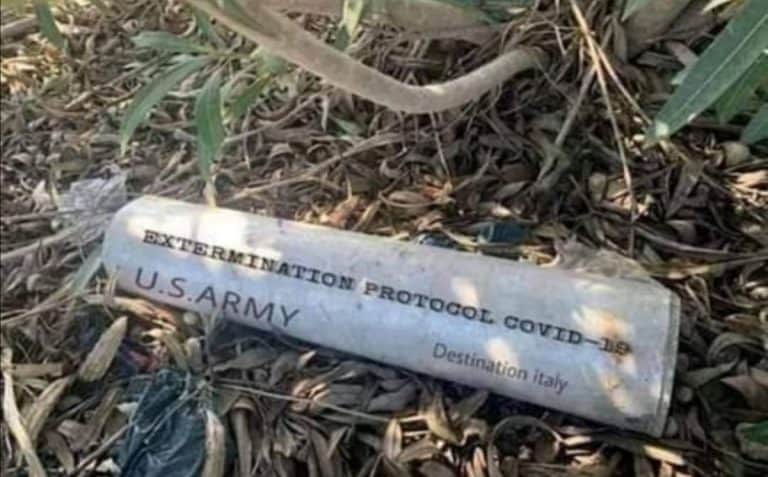 EXTERMINATION PROTOCOL COVID-19
U.S.ARMY
Destination italy